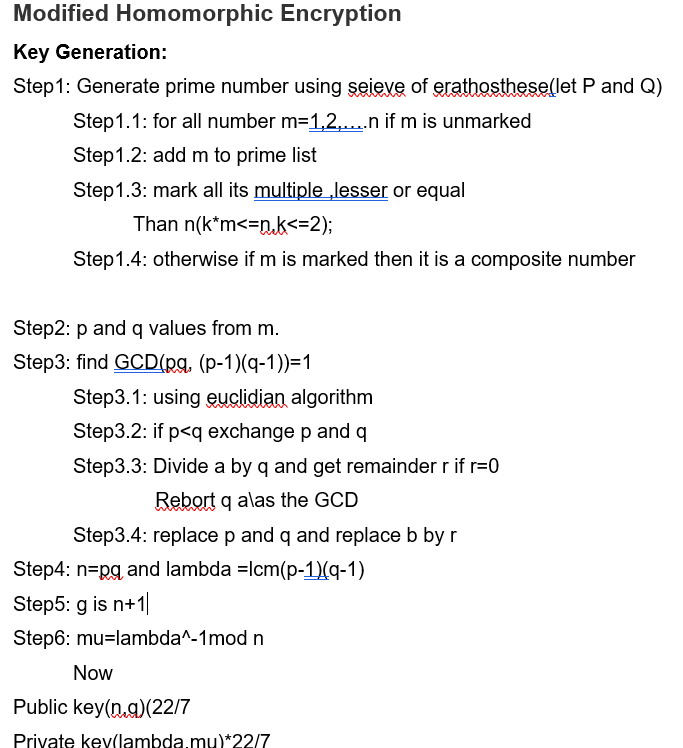 Modified Homomorphic Encryption
Key Generation:
Step1: Generate prime number using seieve of erathosthese(let P and Q)
Step1.1: for all number m=1,2,....n if m is unmarked
Step1.2: add m to prime list
Step1.3: mark all its multiple ,lesser or equal
Than n(k*m<=n,k<=2);
Step1.4: otherwise if m is marked then it is a composite number
Step2: p and q values from m.
Step3: find GCD(pq, (p-1)(q-1))=1
Step3.1: using euclidian algorithm
Step3.2: if p<q exchange p and q
Step3.3: Divide a by q and get remainder r if r=0
Rebort q a\as the GCD
Step3.4: replace p and q and replace b by r
Step4: n=pq and lambda =lcm(p-1)(q-1)
Step5: g is n+1
Step6: mu=lambda^-1mod n
Now
Public key(n,g)(22/7
Private key(lambda,mu)*22/7